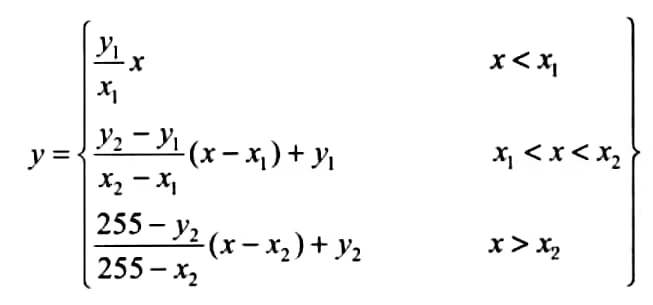 y = { y₁/x₁ x    x < x₁
(y₂ − y₁)/(x₂ − x₁) (x − x₁) + y₁    x₁ < x < x₂
(255 − y₂)/(255 − x₂) (x − x₂) + y₂    x > x₂ }